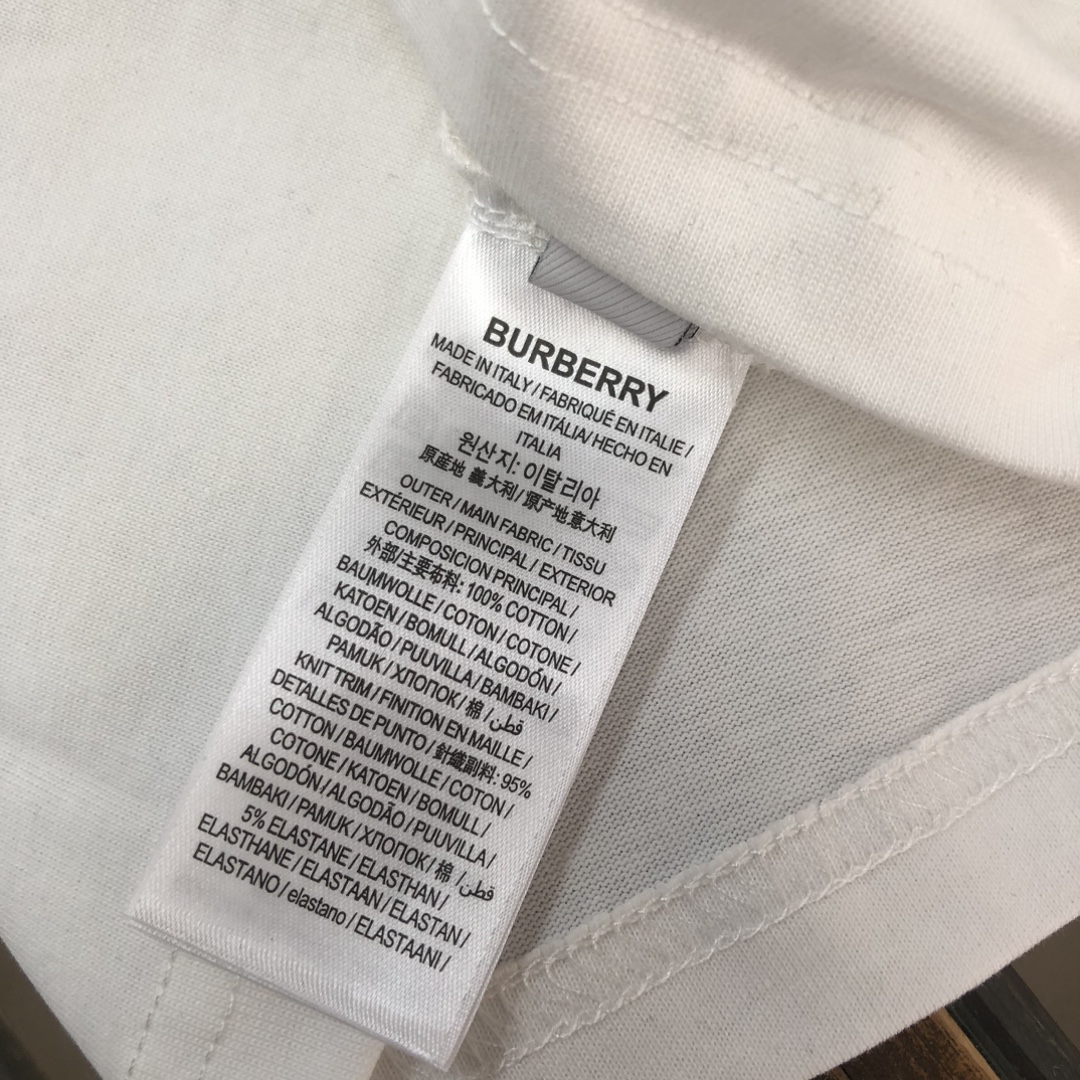 BURBERRY
MADE IN ITALY / FABRIQUÉ EN ITALIE /
FABRICADO EM ITÁLIA/ HECHO EN
ITALIA
원산지: 이탈리아
原産地 義大利/ 原产地意大利
OUTER / MAIN FABRIC / TISSU
EXTÉRIEUR / PRINCIPAL / EXTERIOR
COMPOSICION PRINCIPAL /
外部/主要布料: 100% COTTON /
BAUMWOLLE / COTON / COTONE /
KATOEN / BOMULL / ALGODÓN /
ALGODÃO / PUUVILLA / BAMBAKI /
PAMUK / ХЛОПОК / 棉 / قطن
KNIT TRIM / FINITION EN MAILLE /
DETALLES DE PUNTO / 針織副料: 95%
COTTON / BAUMWOLLE / COTON /
COTONE / KATOEN / BOMULL /
ALGODÓN / ALGODÃO / PUUVILLA /
BAMBAKI / PAMUK / ХЛОПОК / 棉 / قطن
5% ELASTANE / ELASTHAN /
ELASTHANE / ELASTAAN / ELASTAN /
ELASTANO / elastano / ELASTAANI /